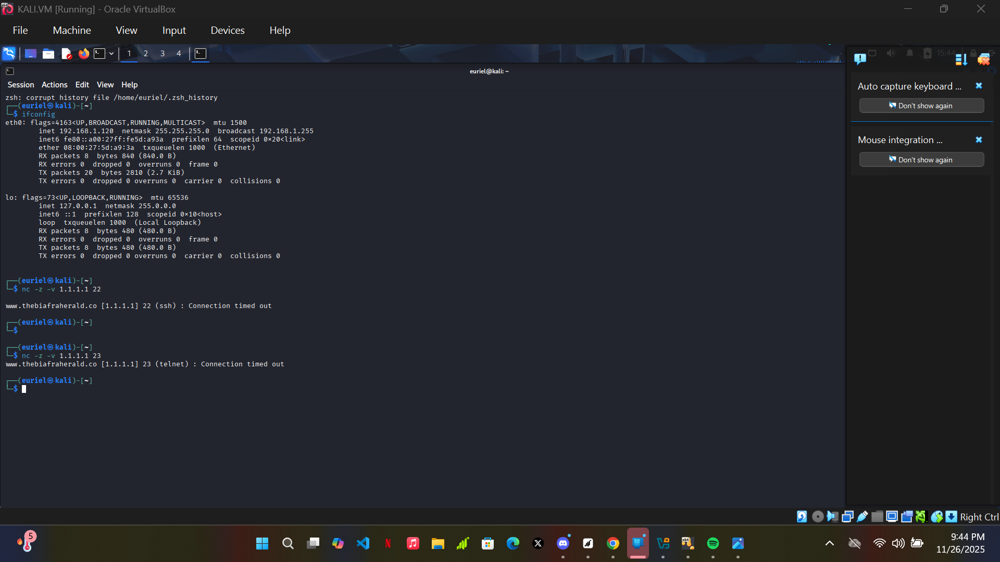 KALI.VM [Running] - Oracle VirtualBox
File Machine View Input Devices Help
1 2 3 4
15:44
euriel@kali: ~
Session Actions Edit View Help
zsh: corrupt history file /home/euriel/.zsh_history
┌──(euriel㉿kali)-[~]
└─$ ifconfig
eth0: flags=4163<UP,BROADCAST,RUNNING,MULTICAST>  mtu 1500
        inet 192.168.1.120  netmask 255.255.255.0  broadcast 192.168.1.255
        inet6 fe80::a00:27ff:fe5d:a93a  prefixlen 64  scopeid 0x20<link>
        ether 08:00:27:5d:a9:3a  txqueuelen 1000  (Ethernet)
        RX packets 8  bytes 840 (840.0 B)
        RX errors 0  dropped 0  overruns 0  frame 0
        TX packets 20  bytes 2810 (2.7 KiB)
        TX errors 0  dropped 0 overruns 0  carrier 0  collisions 0
lo: flags=73<UP,LOOPBACK,RUNNING>  mtu 65536
        inet 127.0.0.1  netmask 255.0.0.0
        inet6 ::1  prefixlen 128  scopeid 0x10<host>
        loop  txqueuelen 1000  (Local Loopback)
        RX packets 8  bytes 480 (480.0 B)
        RX errors 0  dropped 0  overruns 0  frame 0
        TX packets 8  bytes 480 (480.0 B)
        TX errors 0  dropped 0 overruns 0  carrier 0  collisions 0
┌──(euriel㉿kali)-[~]
└─$ nc -z -v 1.1.1.1 22
www.thebiafraherald.co [1.1.1.1] 22 (ssh) : Connection timed out
┌──(euriel㉿kali)-[~]
└─$
┌──(euriel㉿kali)-[~]
└─$ nc -z -v 1.1.1.1 23
www.thebiafraherald.co [1.1.1.1] 23 (telnet) : Connection timed out
┌──(euriel㉿kali)-[~]
└─$
Auto capture keyboard ...
Don't show again
Mouse integration ...
Don't show again
Right Ctrl
5
9:44 PM
11/26/2025